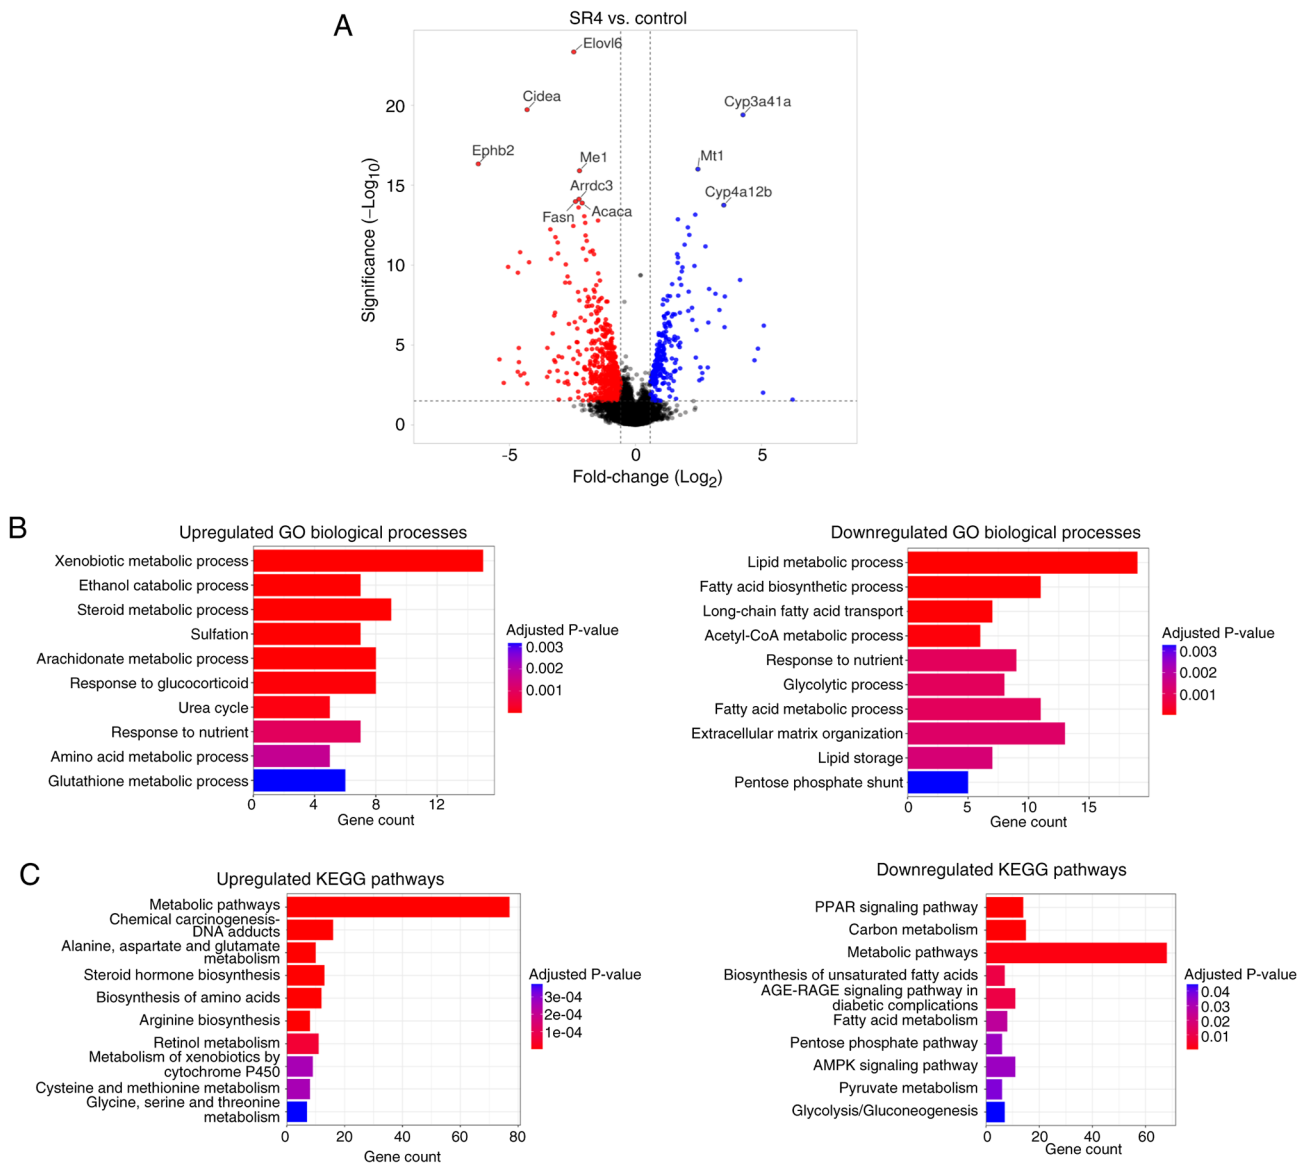 A
SR4 vs. control
Elovl6
Cidea
Cyp3a41a
Ephb2
Me1
Mt1
Arrdc3
Cyp4a12b
Fasn
Acaca
Significance (−Log10)
20
15
10
5
0
-5
0
5
Fold-change (Log2)
B
Upregulated GO biological processes
Xenobiotic metabolic process
Ethanol catabolic process
Steroid metabolic process
Sulfation
Arachidonate metabolic process
Response to glucocorticoid
Urea cycle
Response to nutrient
Amino acid metabolic process
Glutathione metabolic process
0
4
8
12
Gene count
Adjusted P-value
0.003
0.002
0.001
Downregulated GO biological processes
Lipid metabolic process
Fatty acid biosynthetic process
Long-chain fatty acid transport
Acetyl-CoA metabolic process
Response to nutrient
Glycolytic process
Fatty acid metabolic process
Extracellular matrix organization
Lipid storage
Pentose phosphate shunt
0
5
10
15
Gene count
Adjusted P-value
0.003
0.002
0.001
C
Upregulated KEGG pathways
Metabolic pathways
Chemical carcinogenesis-
DNA adducts
Alanine, aspartate and glutamate
metabolism
Steroid hormone biosynthesis
Biosynthesis of amino acids
Arginine biosynthesis
Retinol metabolism
Metabolism of xenobiotics by
cytochrome P450
Cysteine and methionine metabolism
Glycine, serine and threonine
metabolism
0
20
40
60
80
Gene count
Adjusted P-value
3e-04
2e-04
1e-04
Downregulated KEGG pathways
PPAR signaling pathway
Carbon metabolism
Metabolic pathways
Biosynthesis of unsaturated fatty acids
AGE-RAGE signaling pathway in
diabetic complications
Fatty acid metabolism
Pentose phosphate pathway
AMPK signaling pathway
Pyruvate metabolism
Glycolysis/Gluconeogenesis
0
20
40
60
Gene count
Adjusted P-value
0.04
0.03
0.02
0.01